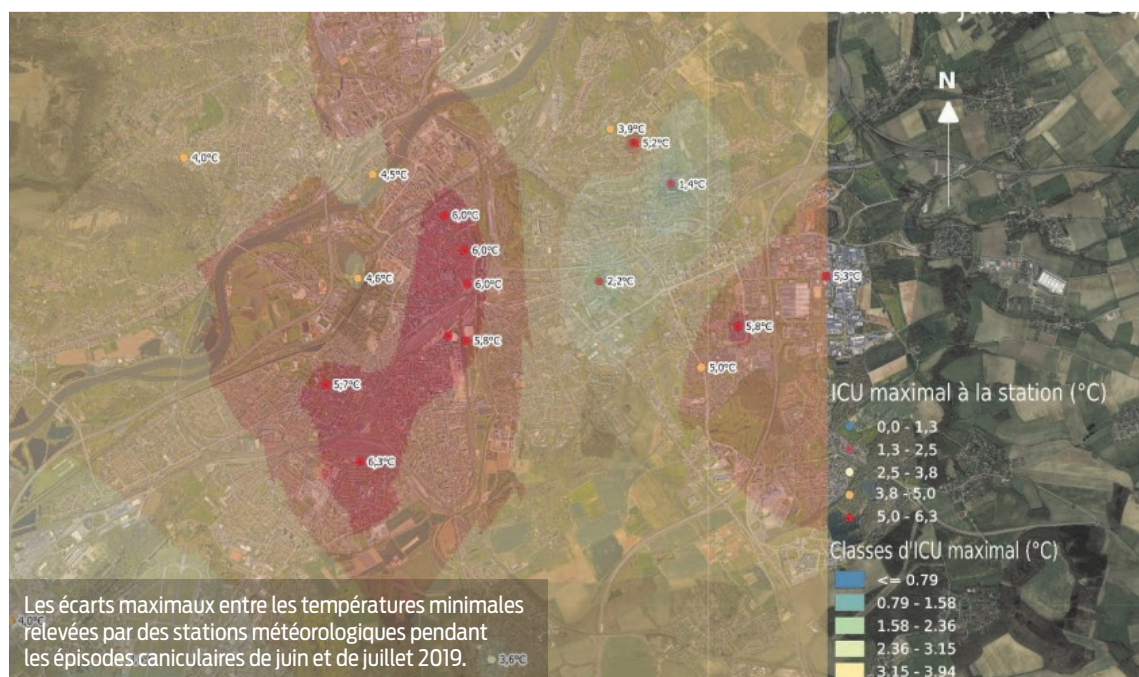 N
4,0°C
4,5°C
3,9°C
5,2°C
1,4°C
6,0°C
6,0°C
4,6°C
6,0°C
2,2°C
5,3°C
5,8°C
5,8°C
5,0°C
5,7°C
6,3°C
ICU maximal à la station (°C)
0,0 - 1,3
1,3 - 2,5
2,5 - 3,8
3,8 - 5,0
5,0 - 6,3
Classes d'ICU maximal (°C)
<= 0.79
0.79 - 1.58
1.58 - 2.36
2.36 - 3.15
3.15 - 3.94
Les écarts maximaux entre les températures minimales
relevées par des stations météorologiques pendant
les épisodes caniculaires de juin et de juillet 2019.
4,0°C
3,6°C